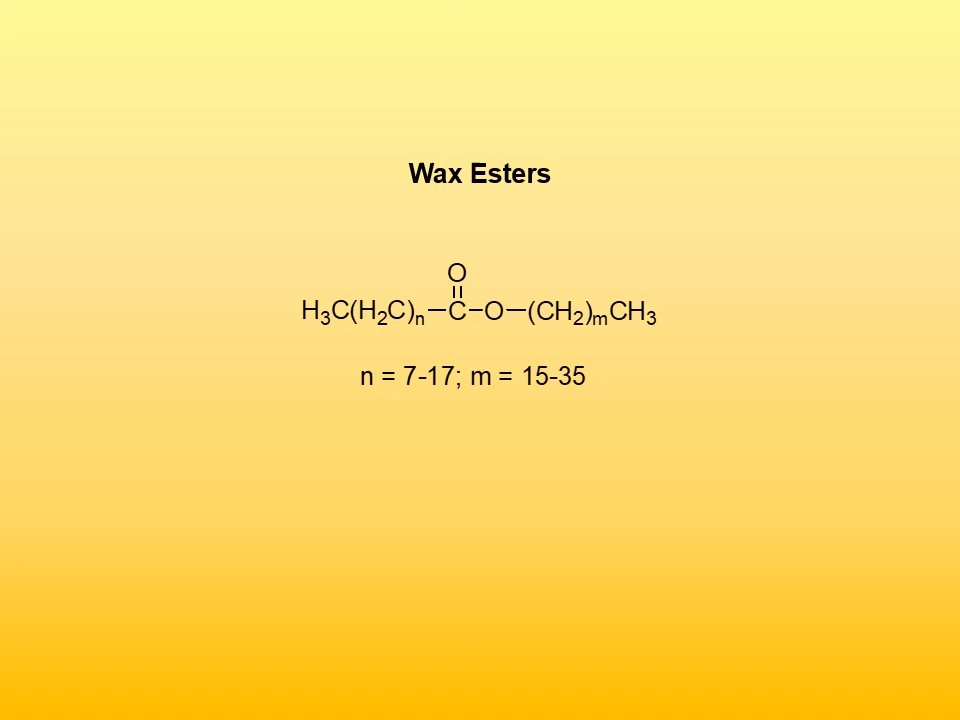 Wax Esters
O
H₃C(H₂C)ₙ—C–O—(CH₂)ₘCH₃
n = 7-17; m = 15-35